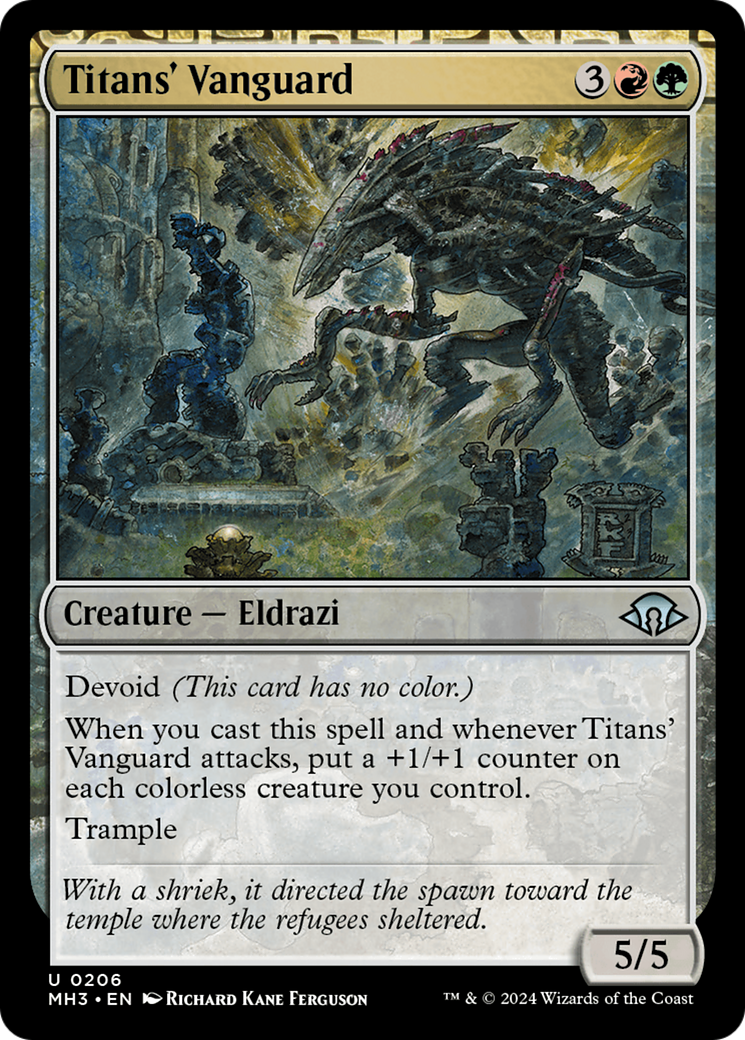 Titans' Vanguard 3
Creature — Eldrazi
Devoid (This card has no color.)
When you cast this spell and whenever Titans'
Vanguard attacks, put a +1/+1 counter on
each colorless creature you control.
Trample
With a shriek, it directed the spawn toward the
temple where the refugees sheltered.
5/5
U 0206
MH3 • EN Richard Kane Ferguson ™ & © 2024 Wizards of the Coast